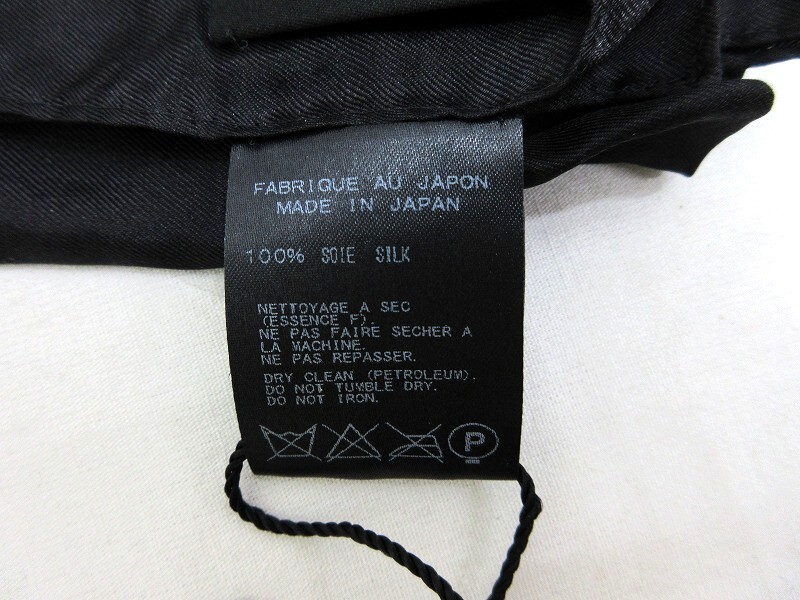 FABRIQUE AU JAPON
MADE IN JAPAN
100% SOIE SILK
NETTOYAGE A SEC
(ESSENCE F).
NE PAS FAIRE SECHER A
LA MACHINE.
NE PAS REPASSER.
DRY CLEAN (PETROLEUM).
DO NOT TUMBLE DRY.
DO NOT IRON.
P